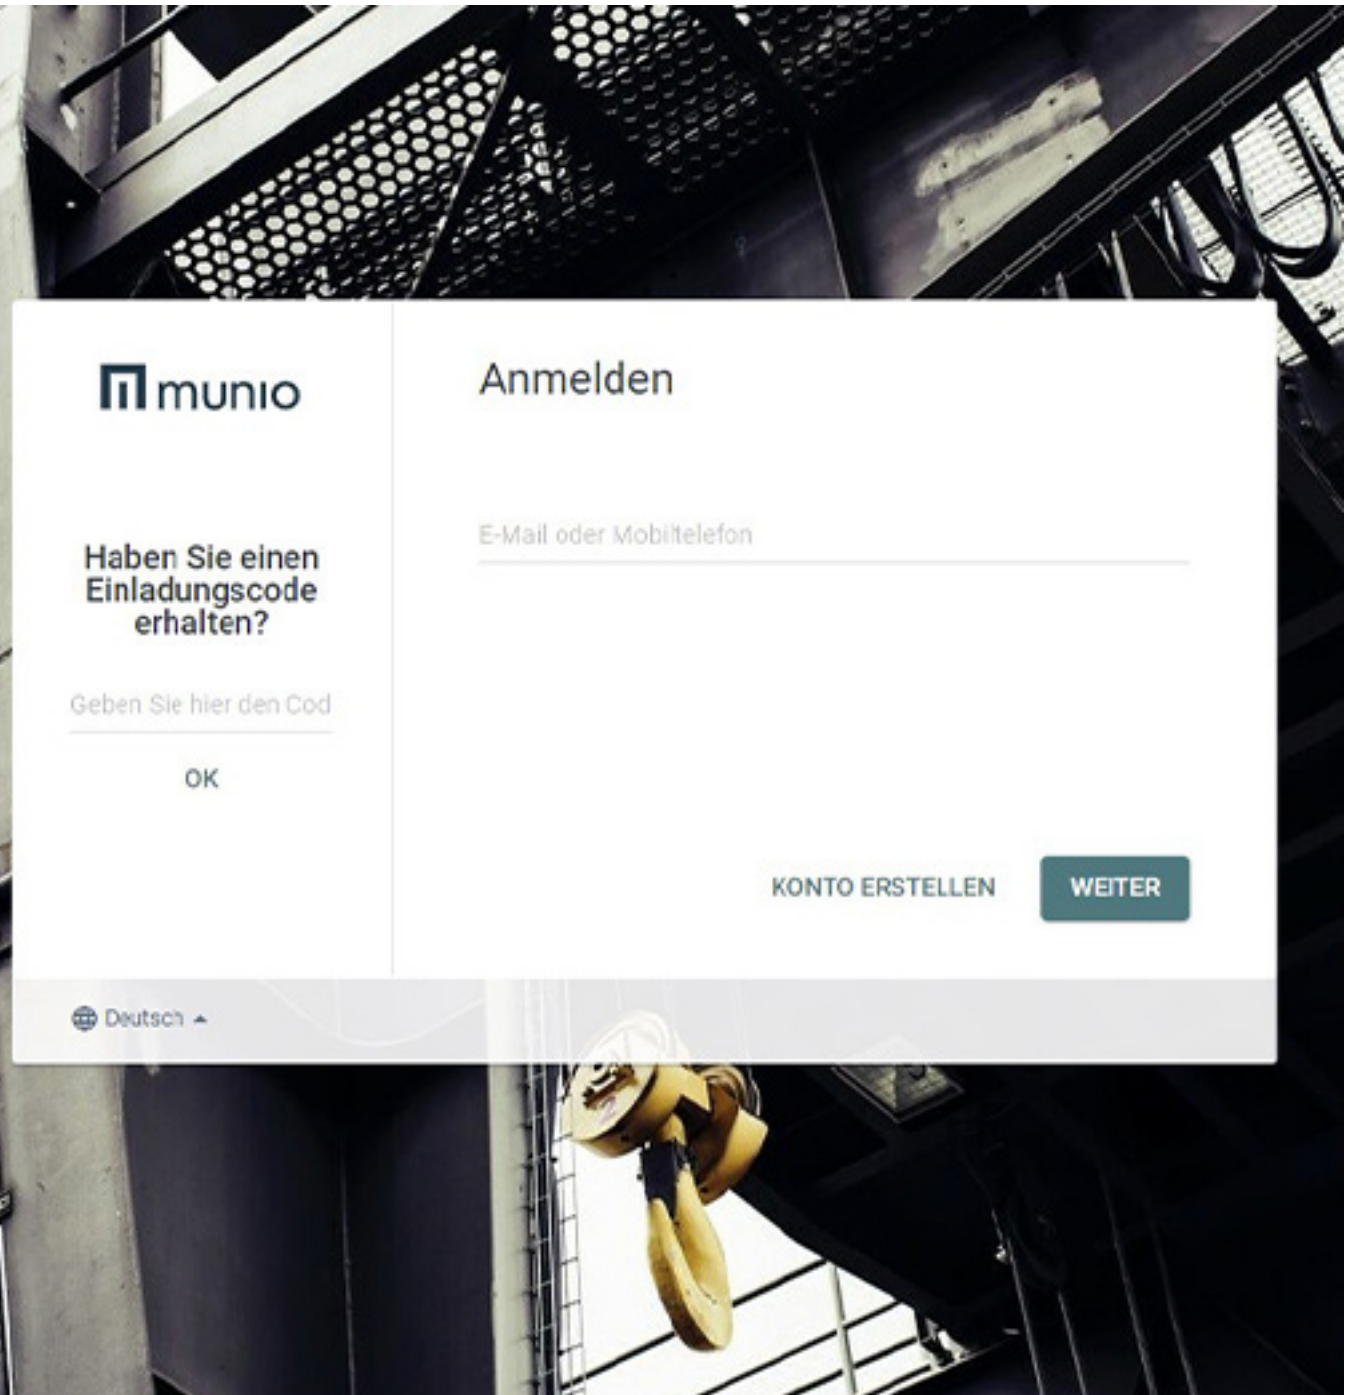 munio
Haben Sie einen
Einladungscode
erhalten?
Geben Sie hier den Cod
OK
Anmelden
E-Mail oder Mobiltelefon
KONTO ERSTELLEN
WEITER
Deutsch